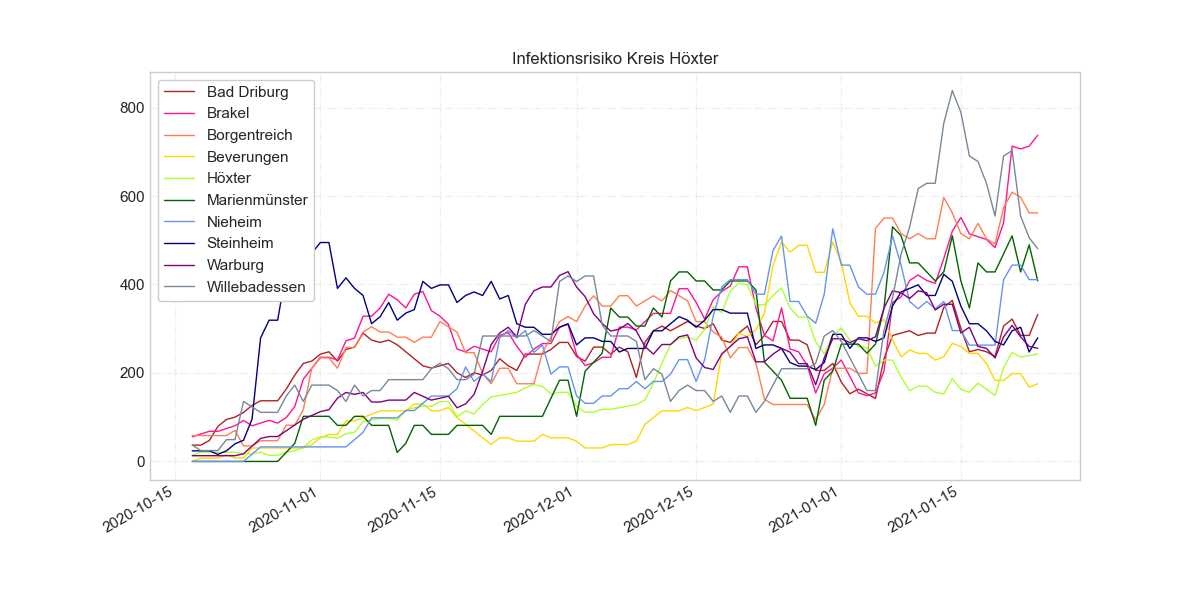 Infektionsrisiko Kreis Höxter
Bad Driburg
Brakel
Borgentreich
Beverungen
Höxter
Marienmünster
Nieheim
Steinheim
Warburg
Willebadessen
800
600
400
200
0
2020-10-15
2020-11-01
2020-11-15
2020-12-01
2020-12-15
2021-01-01
2021-01-15